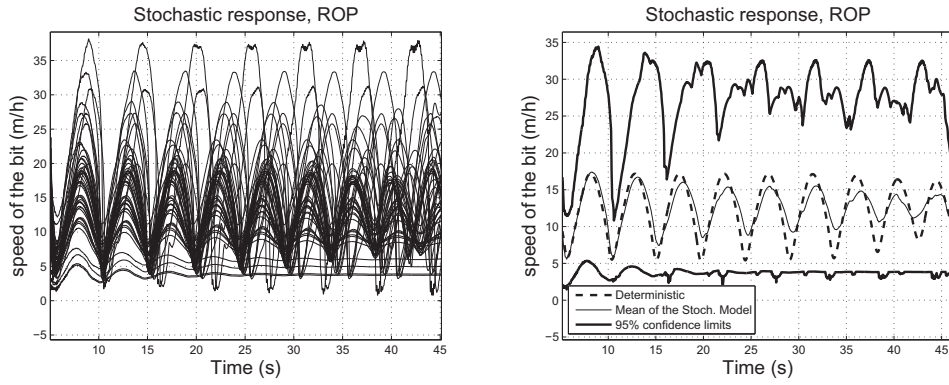 Stochastic response, ROP
speed of the bit (m/h)
35
30
25
20
15
10
5
0
−5
10 15 20 25 30 35 40 45
Time (s)
Stochastic response, ROP
speed of the bit (m/h)
35
30
25
20
15
10
5
0
−5
Deterministic
Mean of the Stoch. Model
95% confidence limits
10 15 20 25 30 35 40 45
Time (s)